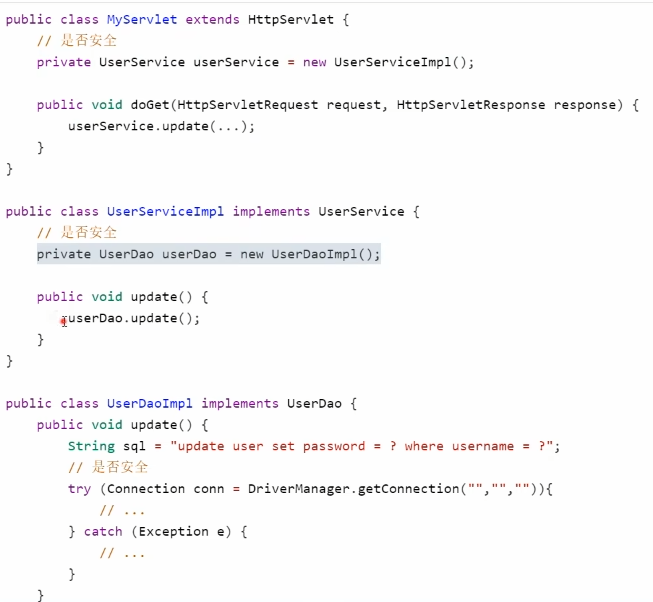 public class MyServlet extends HttpServlet {
    // 是否安全
    private UserService userService = new UserServiceImpl();

    public void doGet(HttpServletRequest request, HttpServletResponse response) {
        userService.update(...);
    }
}

public class UserServiceImpl implements UserService {
    // 是否安全
    private UserDao userDao = new UserDaoImpl();

    public void update() {
        userDao.update();
    }
}

public class UserDaoImpl implements UserDao {
    public void update() {
        String sql = "update user set password = ? where username = ?";
        // 是否安全
        try (Connection conn = DriverManager.getConnection("","","")){
            // ...
        } catch (Exception e) {
            // ...
        }
    }